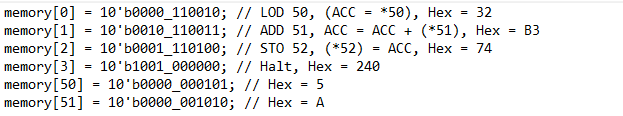 memory[0] = 10'b0000_110010; // LOD 50, (ACC = *50), Hex = 32
memory[1] = 10'b0010_110011; // ADD 51, ACC = ACC + (*51), Hex = B3
memory[2] = 10'b0001_110100; // STO 52, (*52) = ACC, Hex = 74
memory[3] = 10'b1001_000000; // Halt, Hex = 240
memory[50] = 10'b0000_000101; // Hex = 5
memory[51] = 10'b0000_001010; // Hex = A